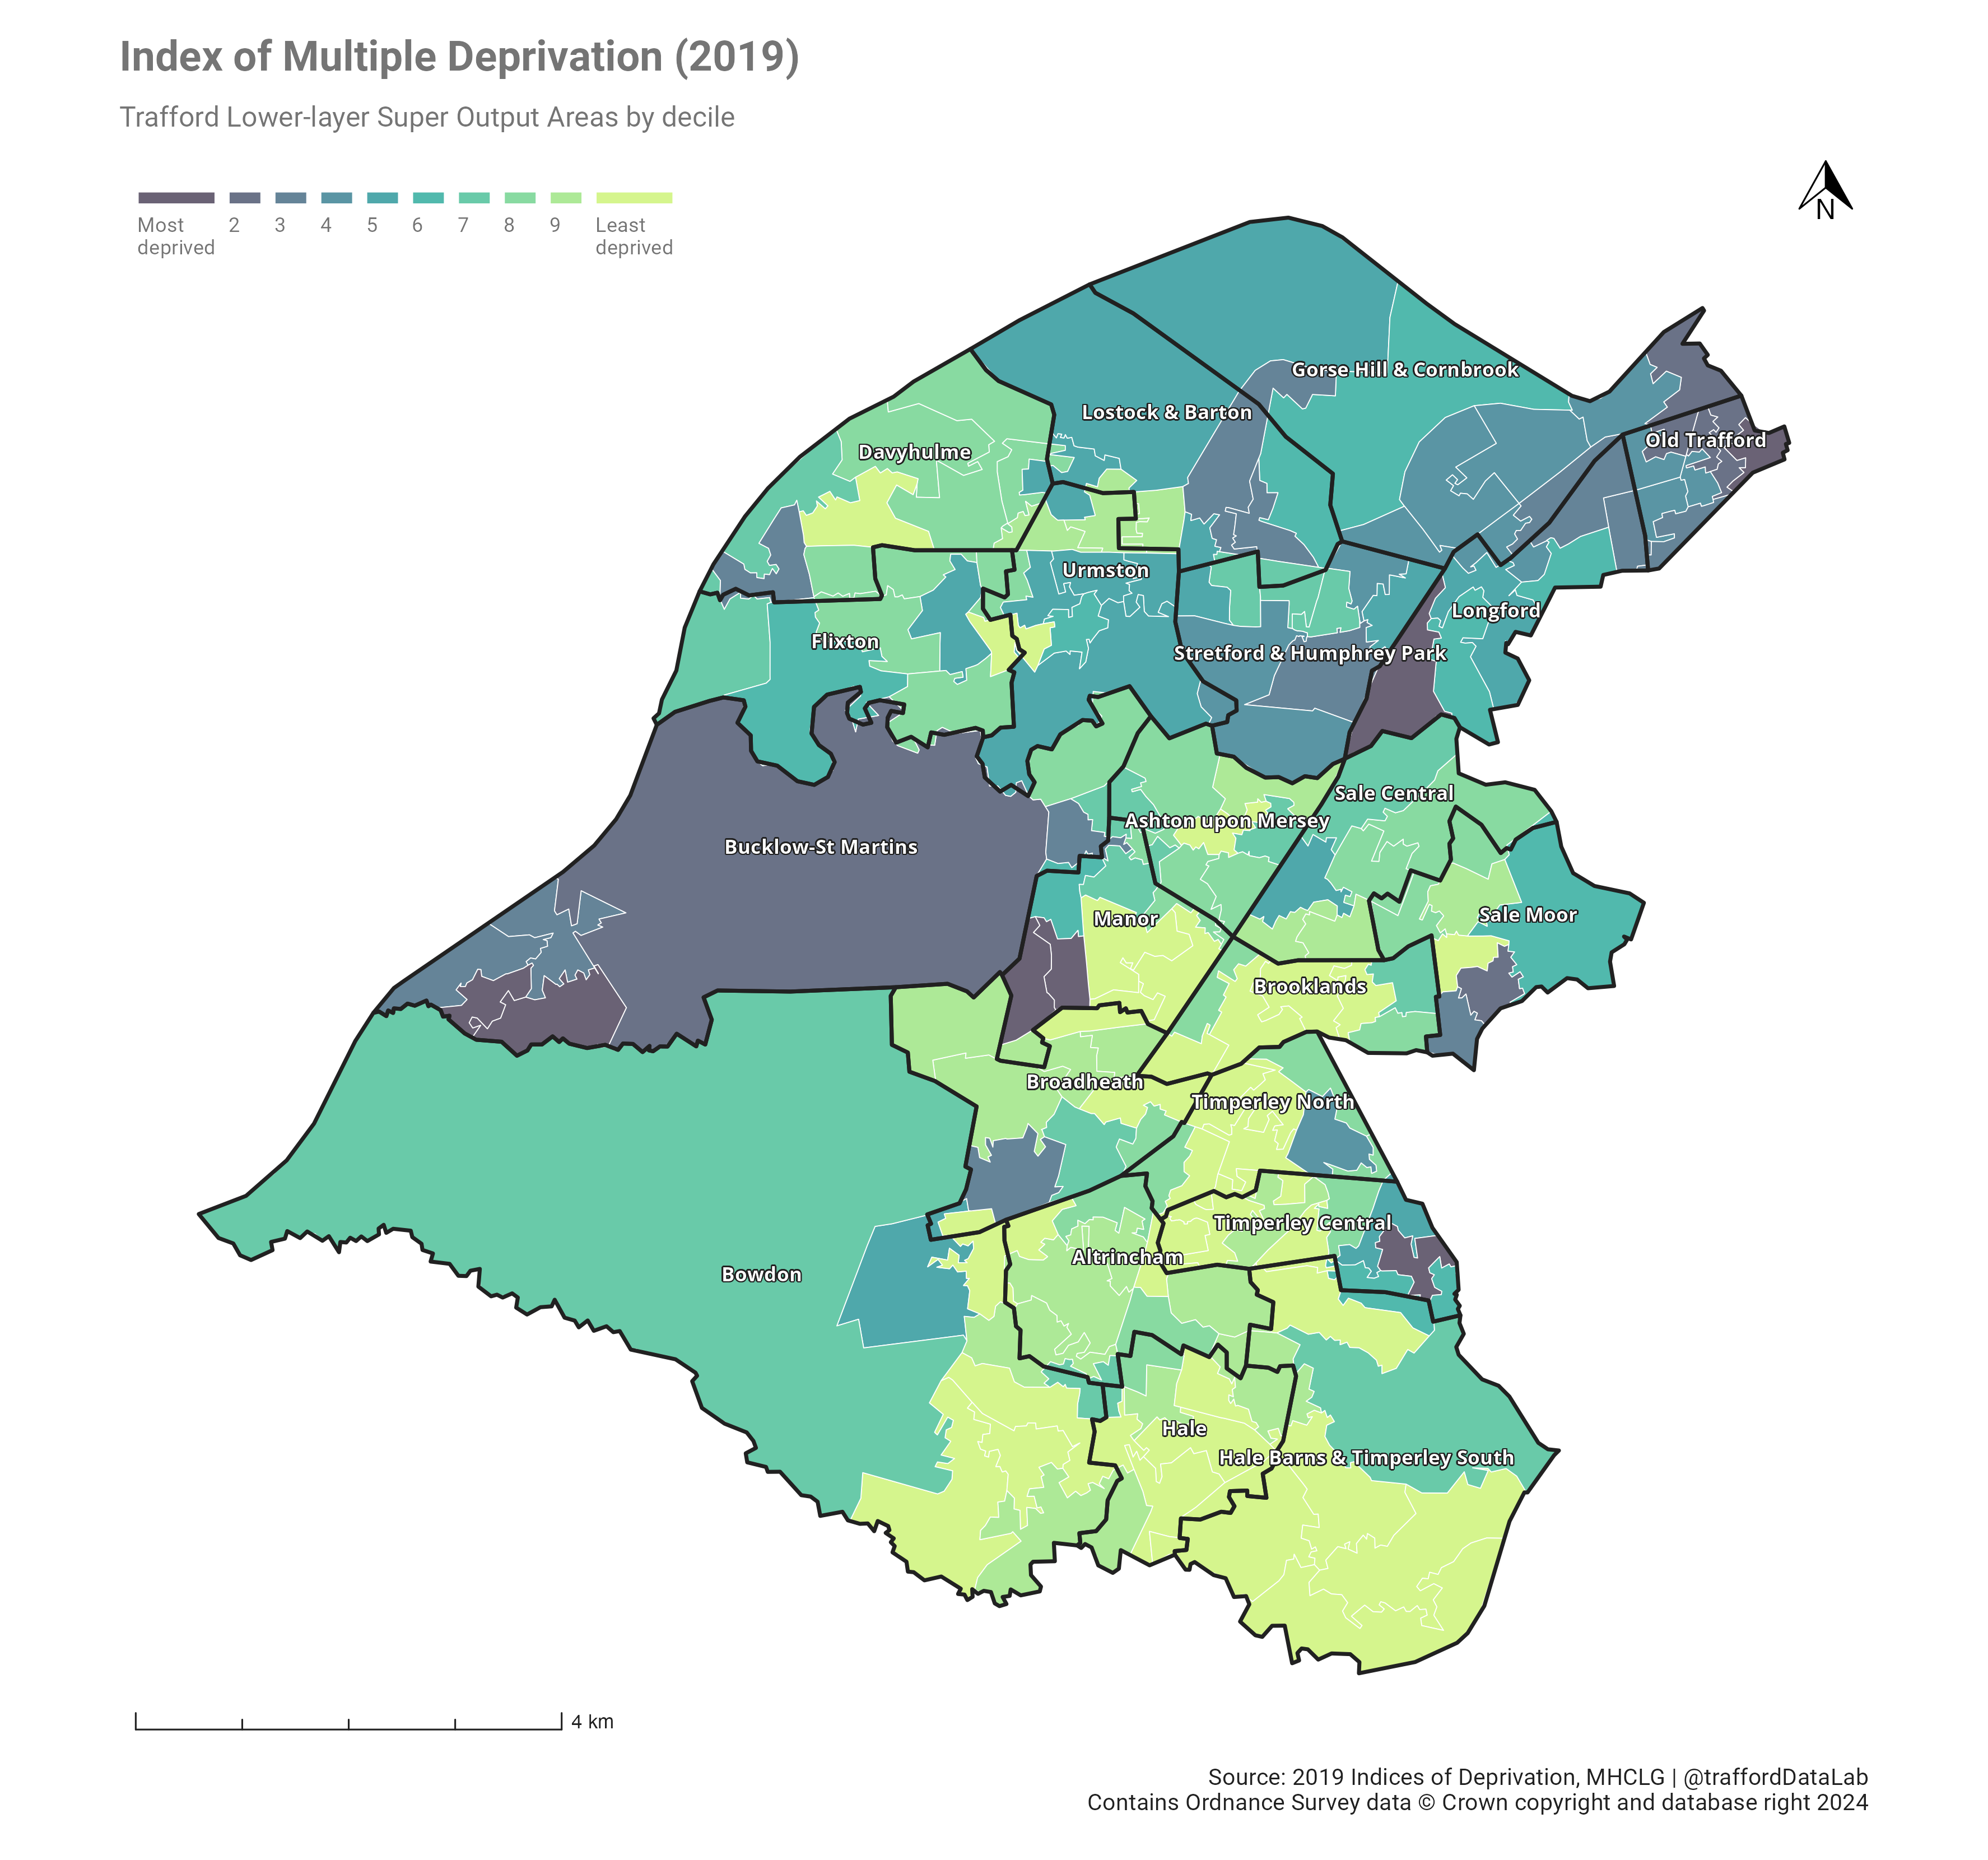 Index of Multiple Deprivation (2019)
Trafford Lower-layer Super Output Areas by decile
Most deprived
2
3
4
5
6
7
8
9
Least deprived
N
Gorse Hill & Cornbrook
Lostock & Barton
Old Trafford
Davyhulme
Urmston
Longford
Flixton
Stretford & Humphrey Park
Sale Central
Ashton upon Mersey
Bucklow-St Martins
Manor
Sale Moor
Brooklands
Broadheath
Timperley North
Timperley Central
Altrincham
Bowdon
Hale
Hale Barns & Timperley South
4 km
Source: 2019 Indices of Deprivation, MHCLG | @traffordDataLab
Contains Ordnance Survey data © Crown copyright and database right 2024